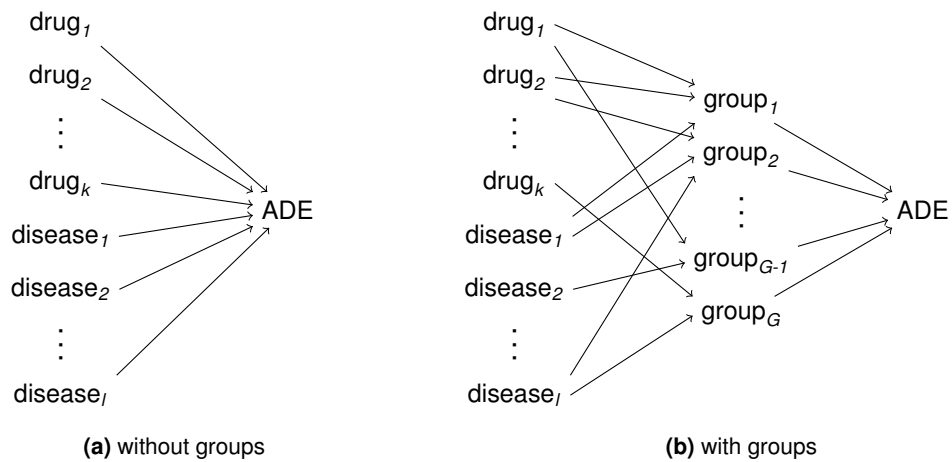 drug1
drug2
⋮
drugk
disease1
disease2
⋮
diseasel
ADE
(a) without groups
drug1
drug2
⋮
drugk
disease1
disease2
⋮
diseasel
group1
group2
⋮
groupG-1
groupG
ADE
(b) with groups